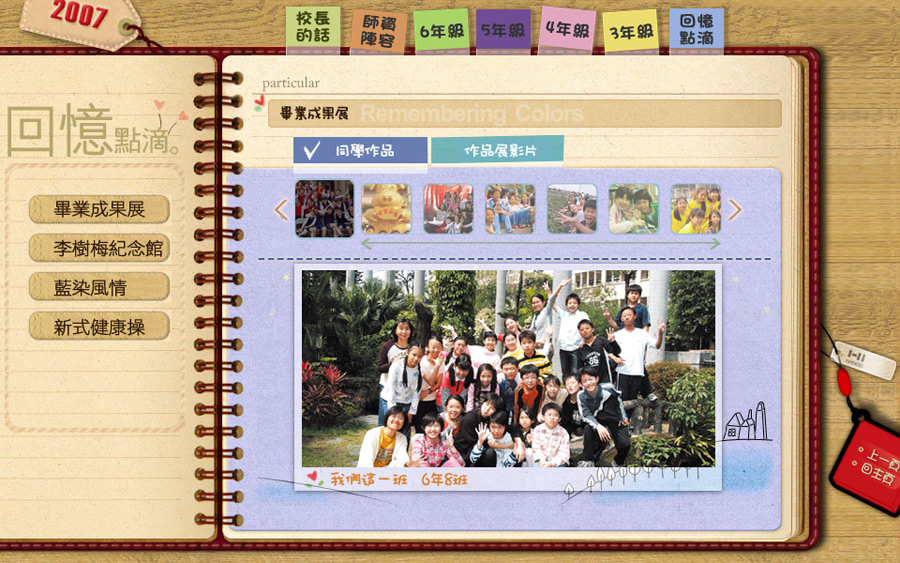 2007
校長
的話
師資
陣容
6年級
5年級
4年級
3年級
回憶
點滴
回憶點滴。
畢業成果展
李樹梅紀念館
藍染風情
新式健康操
particular
畢業成果展 Remembering Colors
同學作品
作品展影片
我們這一班 6年8班
上一頁
回主頁